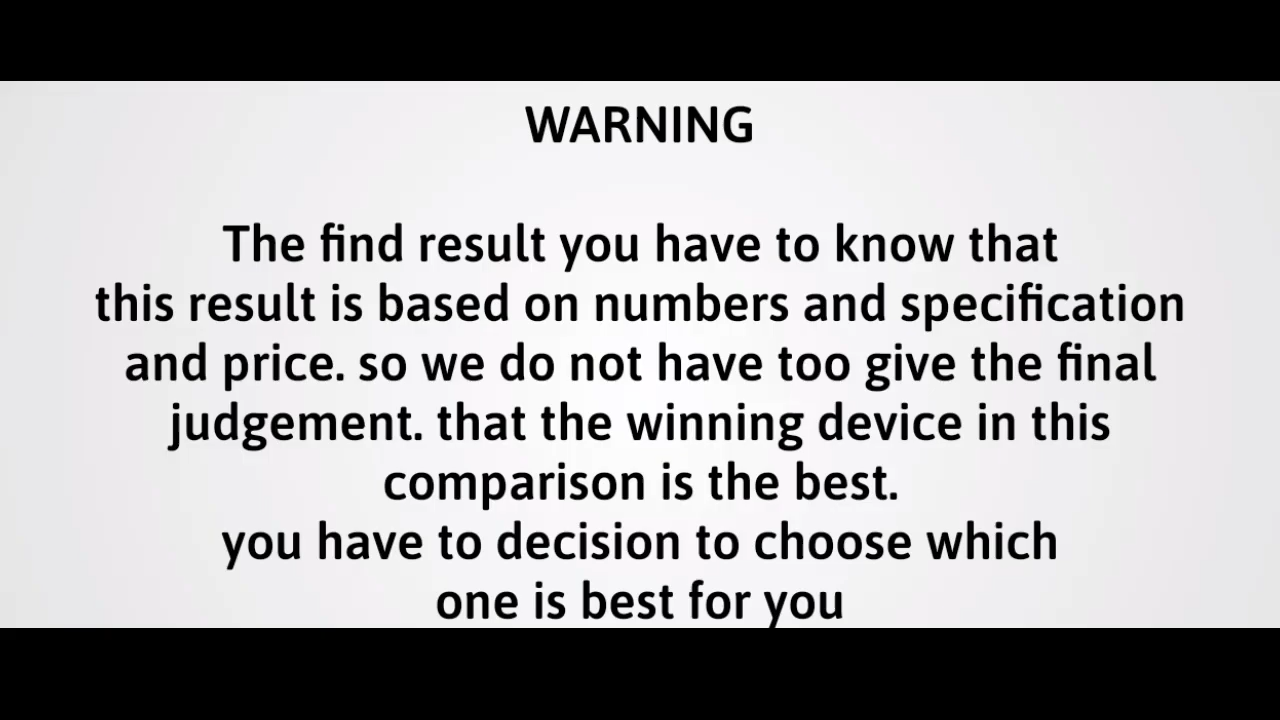 WARNING
The find result you have to know that
this result is based on numbers and specification
and price. so we do not have too give the final
judgement. that the winning device in this
comparison is the best.
you have to decision to choose which
one is best for you